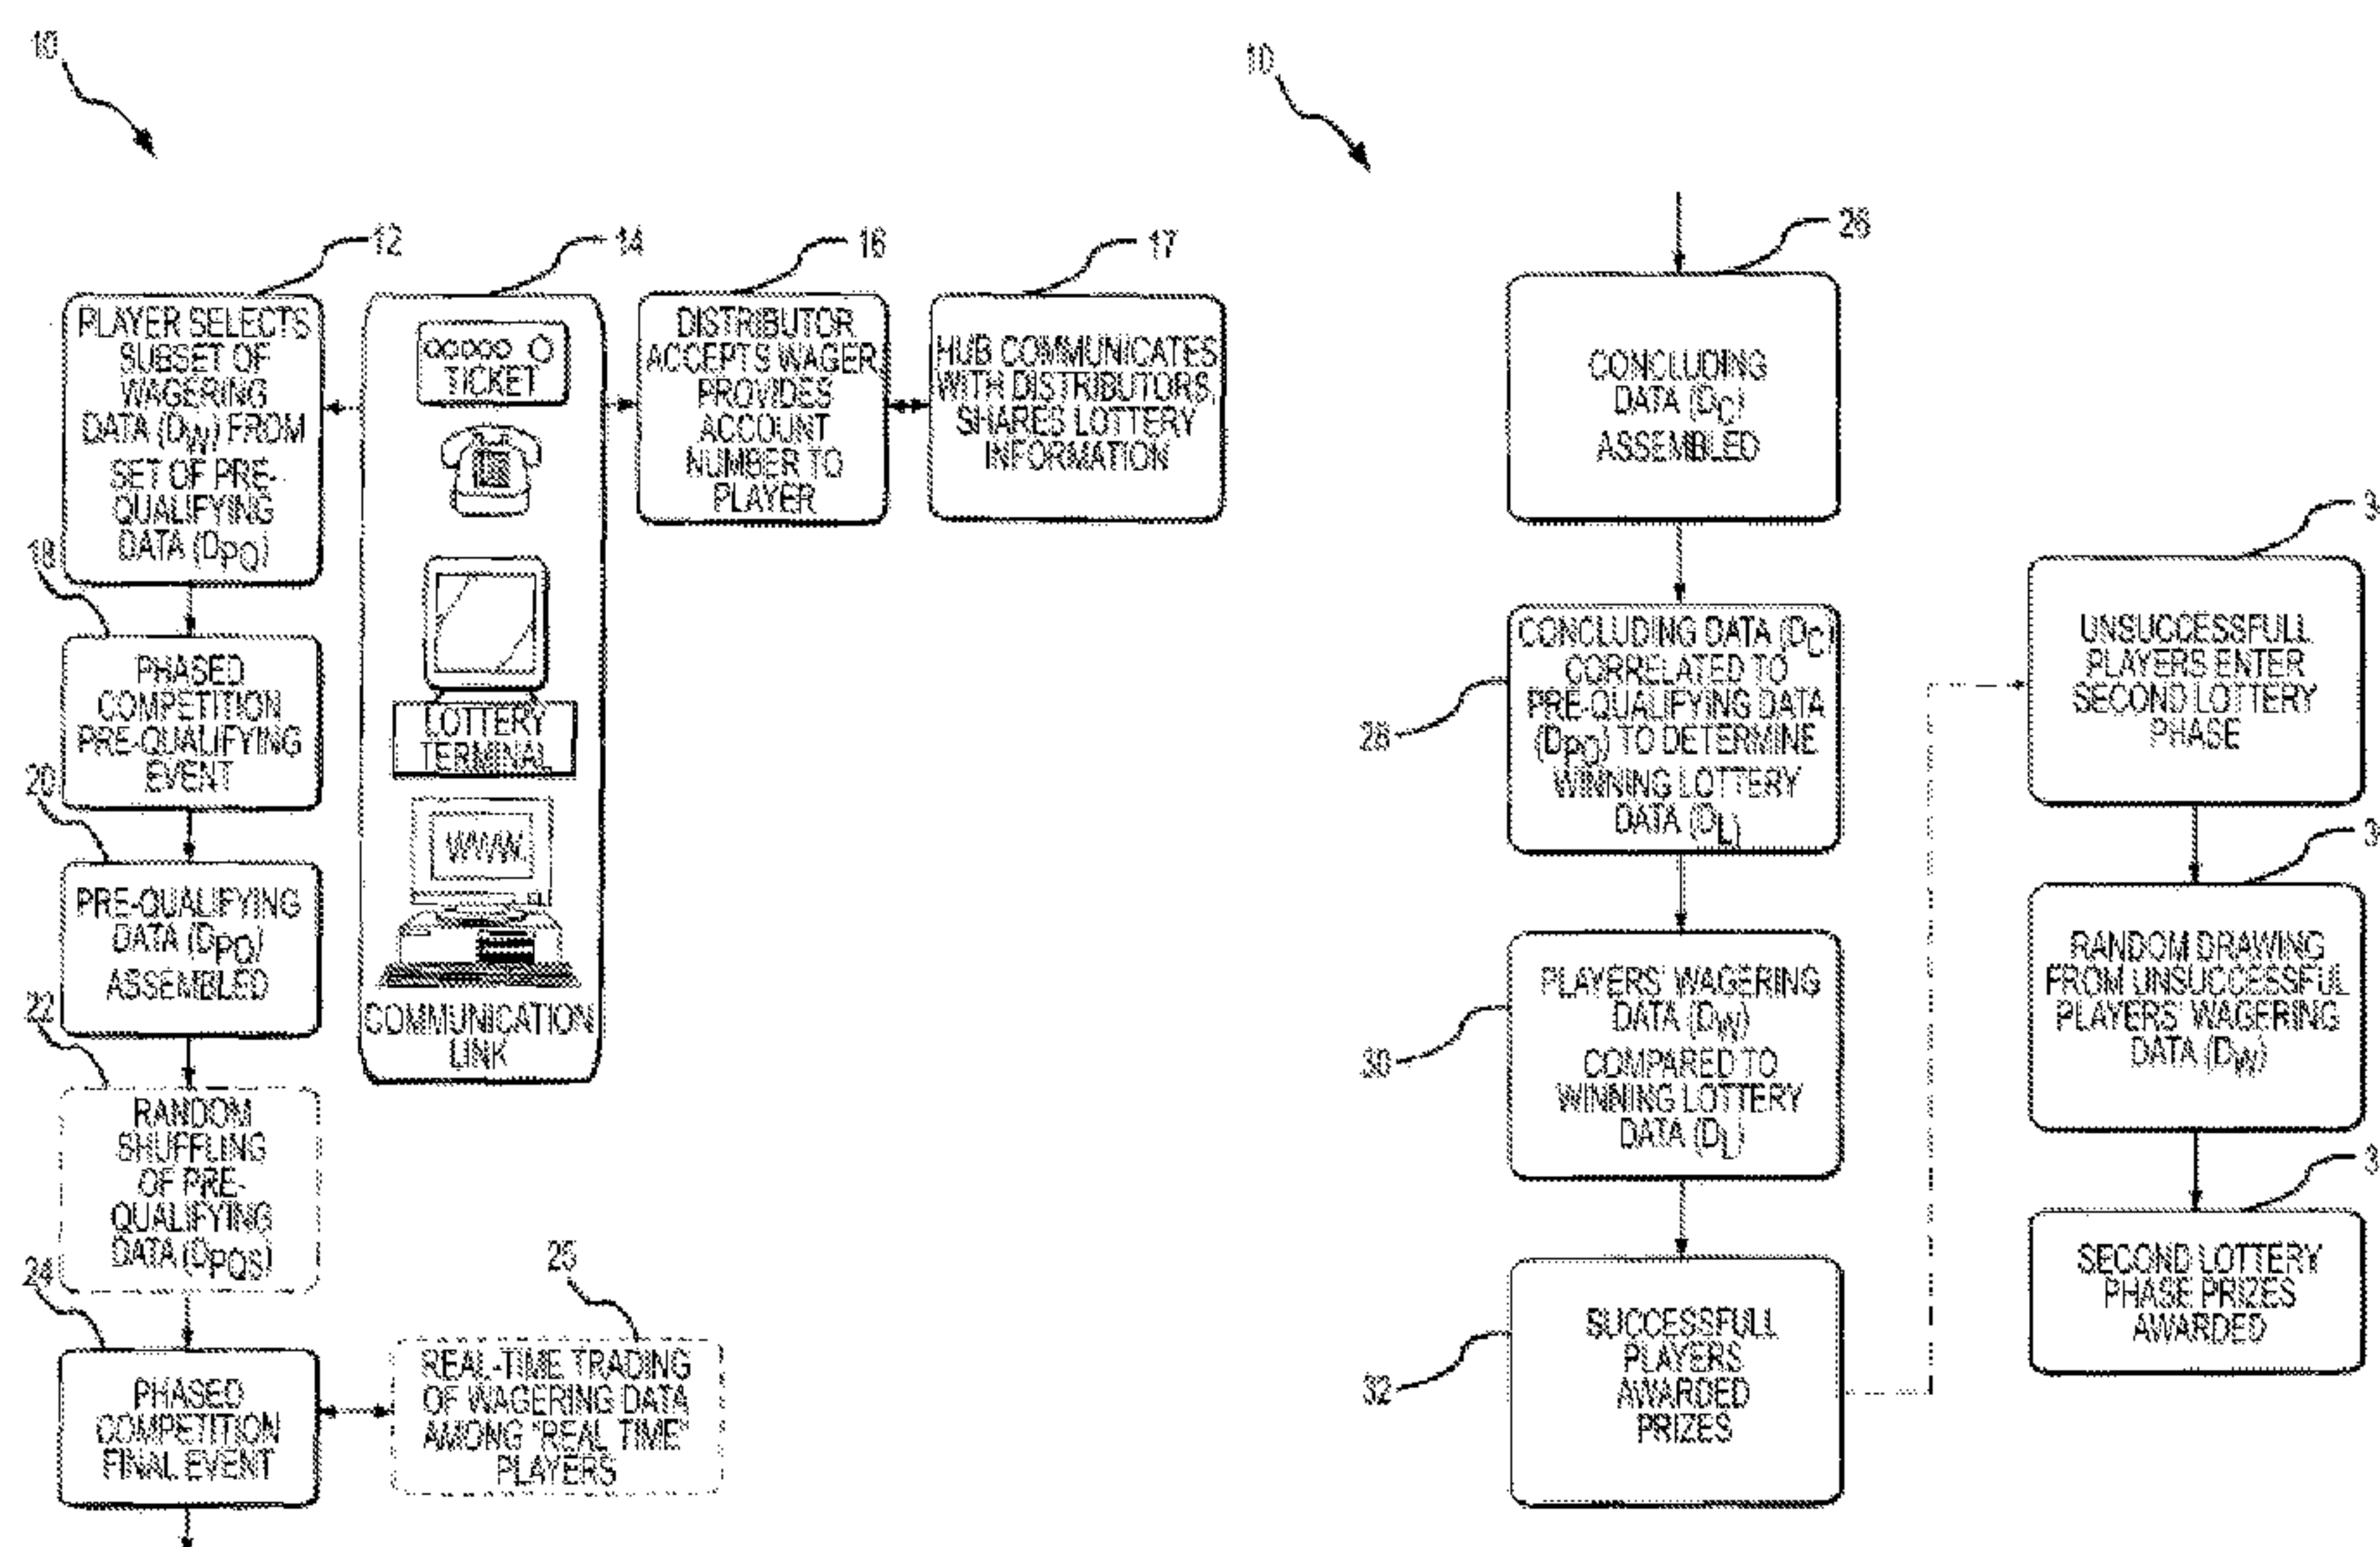 10
12
PLAYER SELECTS
SUBSET OF
WAGERING
DATA (DW) FROM
SET OF PRE-
QUALIFYING
DATA (DPQ)
14
TICKET
LOTTERY
TERMINAL
WWW.
COMMUNICATION
LINK
16
DISTRIBUTOR
ACCEPTS WAGER,
PROVIDES
ACCOUNT
NUMBER TO
PLAYER
17
HUB COMMUNICATES
WITH DISTRIBUTORS,
SHARES LOTTERY
INFORMATION
18
PHASED
COMPETITION
PRE-QUALIFYING
EVENT
20
PRE-QUALIFYING
DATA (DPQ)
ASSEMBLED
22
RANDOM
SHUFFLING
OF PRE-
QUALIFYING
DATA (DPQS)
24
PHASED
COMPETITION
FINAL EVENT
25
REAL-TIME TRADING
OF WAGERING DATA
AMONG "REAL TIME"
PLAYERS
10
26
CONCLUDING
DATA (DC)
ASSEMBLED
28
CONCLUDING DATA (DC)
CORRELATED TO
PRE-QUALIFYING DATA
(DPQ) TO DETERMINE
WINNING LOTTERY
DATA (DL)
30
PLAYERS' WAGERING
DATA (DW)
COMPARED TO
WINNING LOTTERY
DATA (DL)
32
SUCCESSFULL
PLAYERS
AWARDED
PRIZES
3
UNSUCCESSFULL
PLAYERS ENTER
SECOND LOTTERY
PHASE
3
RANDOM DRAWING
FROM UNSUCCESSFUL
PLAYERS' WAGERING
DATA (DW)
3
SECOND LOTTERY
PHASE PRIZES
AWARDED